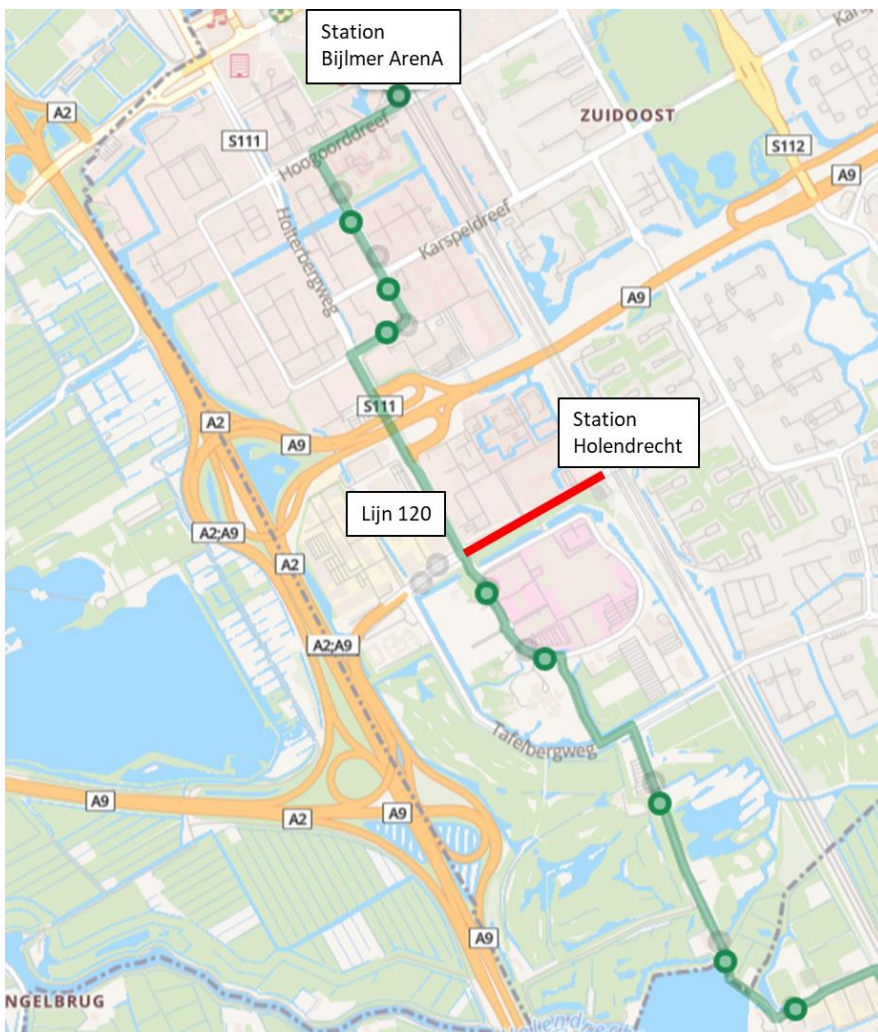 Station
Bijlmer ArenA
Karsp
A2
ZUIDOOST
S111
S112
Hoogoorddreef
A9
Holterbergweg
Karspeldreef
A9
S111
A2
Station
Holendrecht
A9
Lijn 120
A2;A9
A2
A2;A9
Tafelbergweg
A9
A2
A9
A9
NGELBRUG